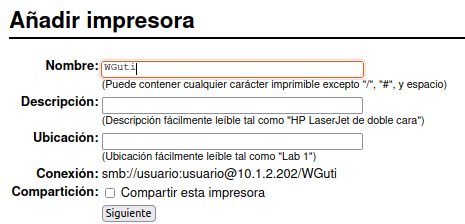 Añadir impresora
Nombre: WGuti
(Puede contener cualquier carácter imprimible excepto "/", "#", y espacio)
Descripción:
(Descripción fácilmente leíble tal como "HP LaserJet de doble cara")
Ubicación:
(Ubicación fácilmente leíble tal como "Lab 1")
Conexión: smb://usuario:usuario@10.1.2.202/WGuti
Compartición: Compartir esta impresora
Siguiente